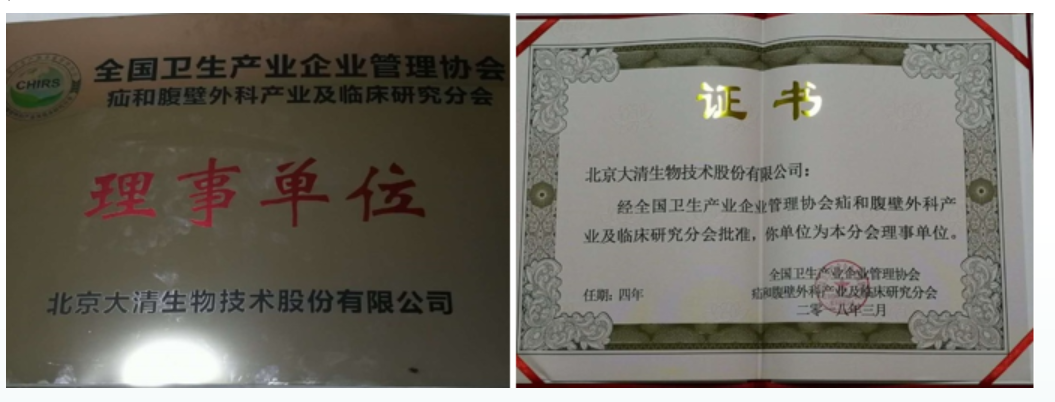 CHIRS
全国卫生产业企业管理协会
疝和腹壁外科产业及临床研究分会
理事单位
北京大清生物技术股份有限公司
证书
北京大清生物技术股份有限公司：
经全国卫生产业企业管理协会疝和腹壁外科产
业及临床研究分会批准，你单位为本分会理事单位。
全国卫生产业企业管理协会
任期：四年
疝和腹壁外科产业及临床研究分会
二零一八年三月